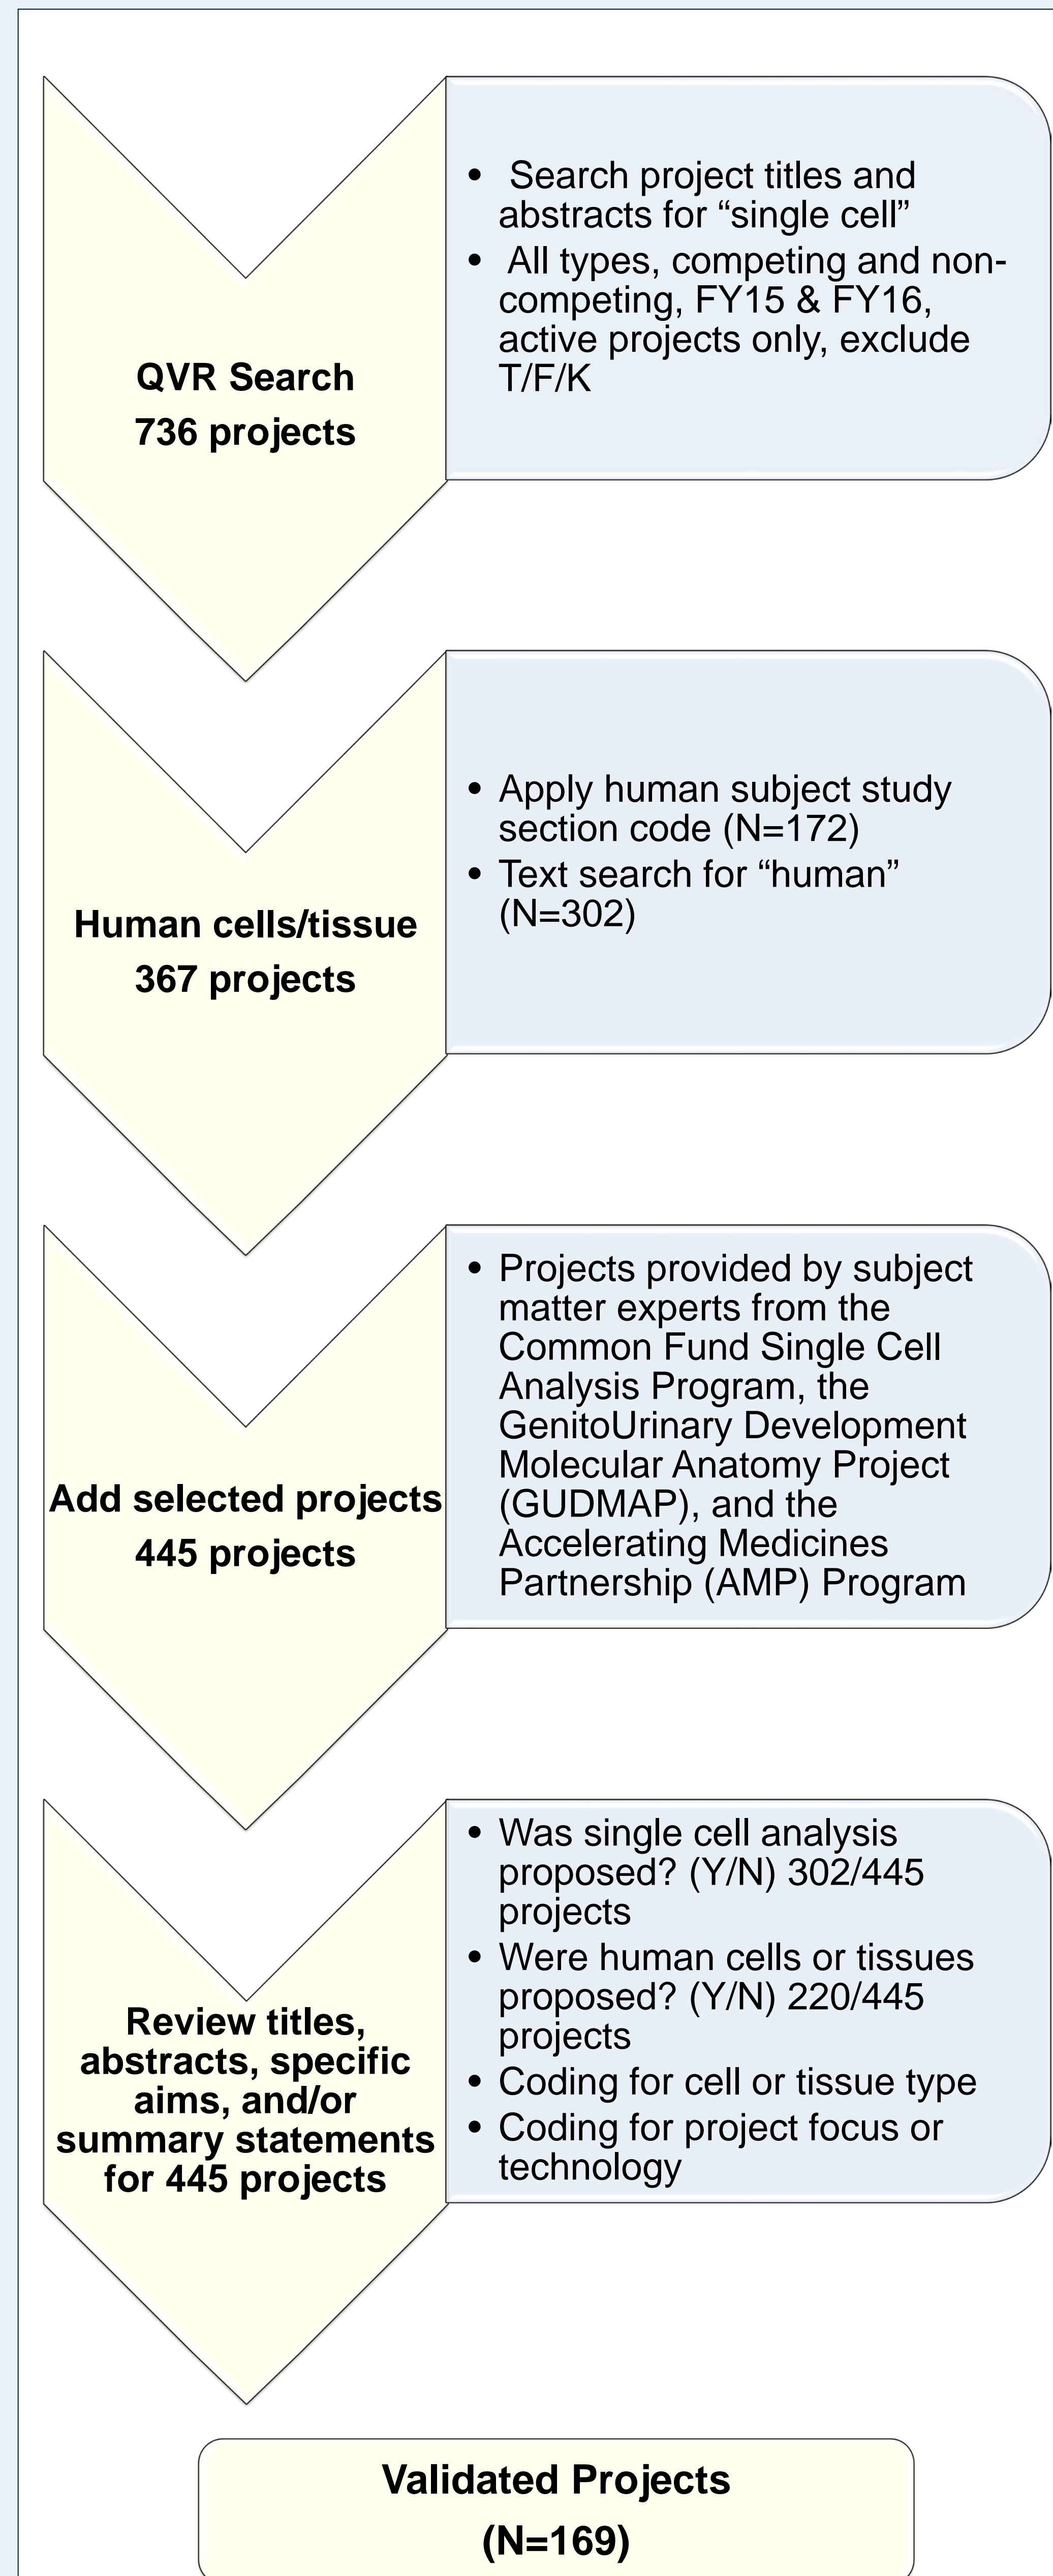 QVR Search
736 projects
• Search project titles and
abstracts for “single cell”
• All types, competing and non-
competing, FY15 & FY16,
active projects only, exclude
T/F/K
Human cells/tissue
367 projects
• Apply human subject study
section code (N=172)
• Text search for “human”
(N=302)
Add selected projects
445 projects
• Projects provided by subject
matter experts from the
Common Fund Single Cell
Analysis Program, the
GenitoUrinary Development
Molecular Anatomy Project
(GUDMAP), and the
Accelerating Medicines
Partnership (AMP) Program
Review titles,
abstracts, specific
aims, and/or
summary statements
for 445 projects
• Was single cell analysis
proposed? (Y/N) 302/445
projects
• Were human cells or tissues
proposed? (Y/N) 220/445
projects
• Coding for cell or tissue type
• Coding for project focus or
technology
Validated Projects
(N=169)